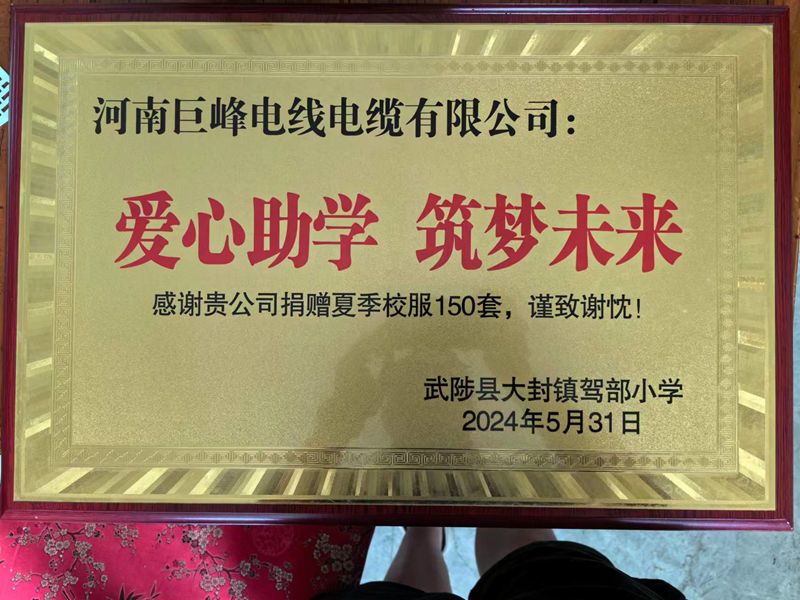 河南巨峰电线电缆有限公司：
爱心助学 筑梦未来
感谢贵公司捐赠夏季校服150套，谨致谢忱！
武陟县大封镇驾部小学
2024年5月31日